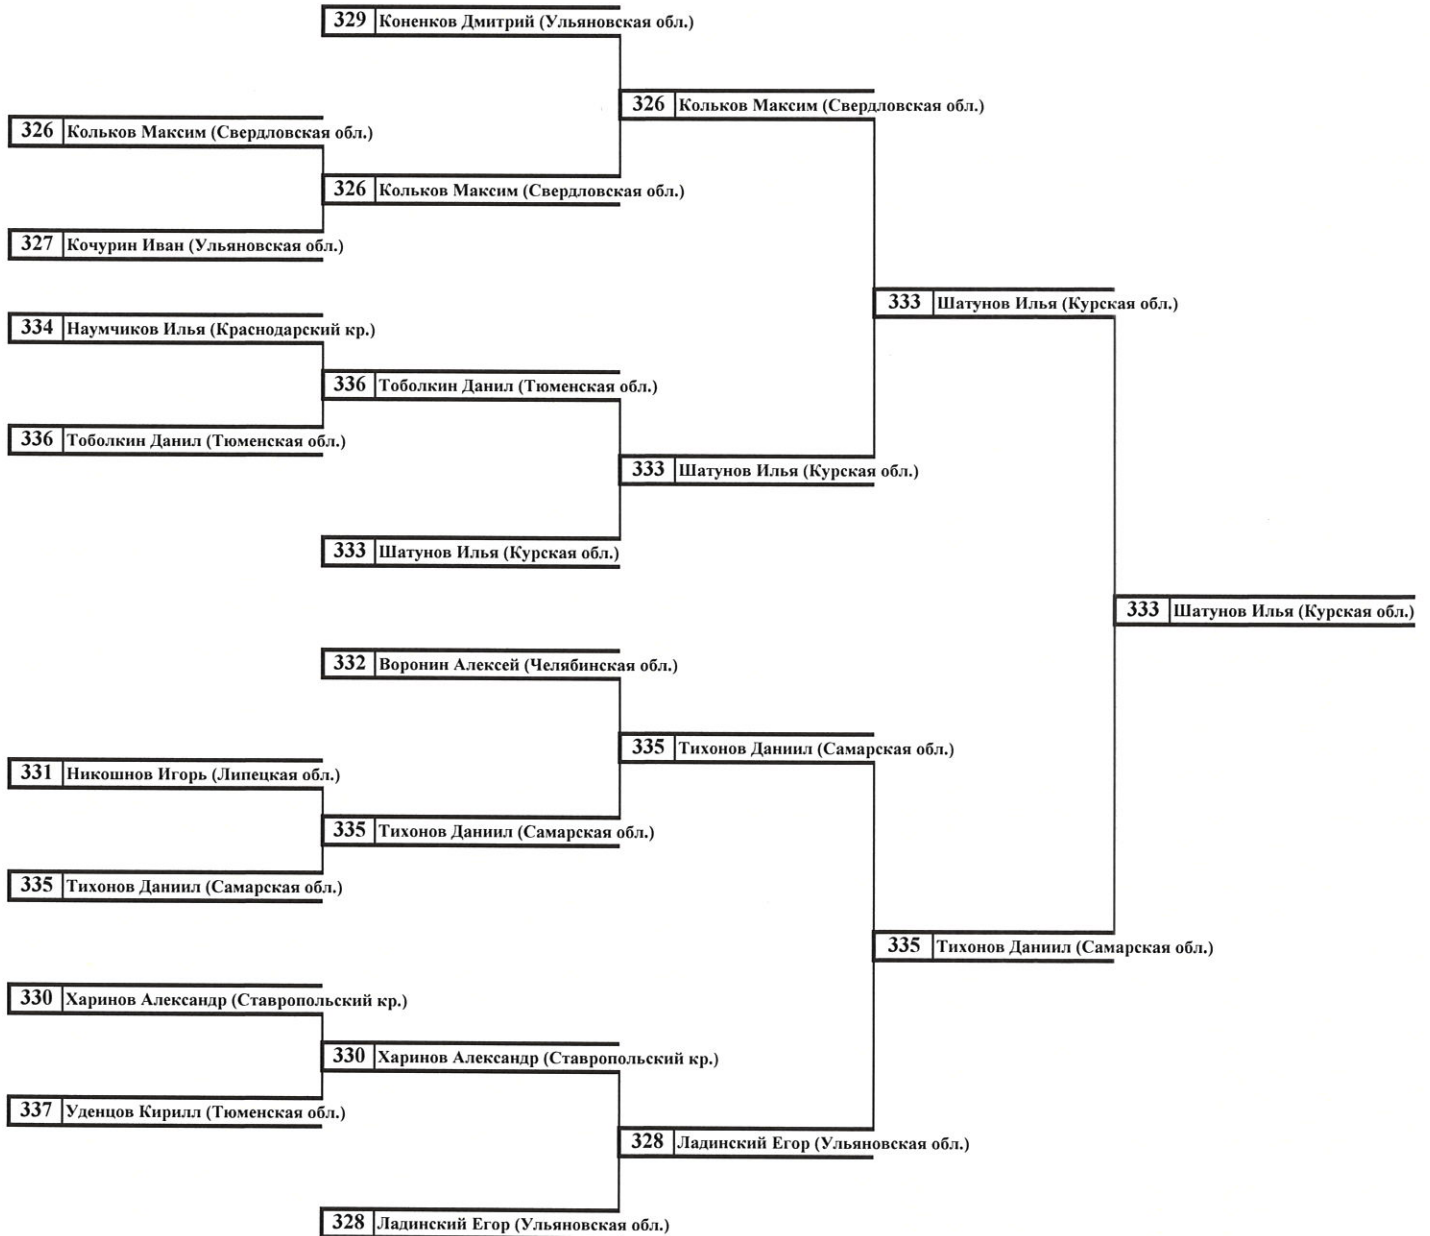 329 Коненков Дмитрий (Ульяновская обл.)
326 Кольков Максим (Свердловская обл.)
326 Кольков Максим (Свердловская обл.)
326 Кольков Максим (Свердловская обл.)
327 Кочурин Иван (Ульяновская обл.)
333 Шатунов Илья (Курская обл.)
334 Наумчиков Илья (Краснодарский кр.)
336 Тоболкин Данил (Тюменская обл.)
336 Тоболкин Данил (Тюменская обл.)
333 Шатунов Илья (Курская обл.)
333 Шатунов Илья (Курская обл.)
333 Шатунов Илья (Курская обл.)
332 Воронин Алексей (Челябинская обл.)
335 Тихонов Даниил (Самарская обл.)
331 Никошнов Игорь (Липецкая обл.)
335 Тихонов Даниил (Самарская обл.)
335 Тихонов Даниил (Самарская обл.)
335 Тихонов Даниил (Самарская обл.)
330 Харинов Александр (Ставропольский кр.)
330 Харинов Александр (Ставропольский кр.)
337 Уденцов Кирилл (Тюменская обл.)
328 Ладинский Егор (Ульяновская обл.)
328 Ладинский Егор (Ульяновская обл.)